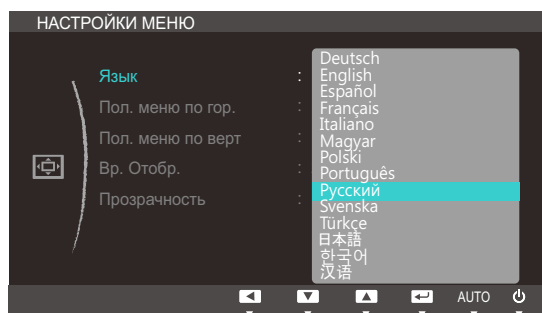 НАСТРОЙКИ МЕНЮ
Язык :
Пол. меню по гор. :
Пол. меню по верт :
Вр. Отобр. :
Прозрачность :
Deutsch
English
Español
Français
Italiano
Magyar
Polski
Português
Русский
Svenska
Türkçe
日本語
한국어
汉语
AUTO